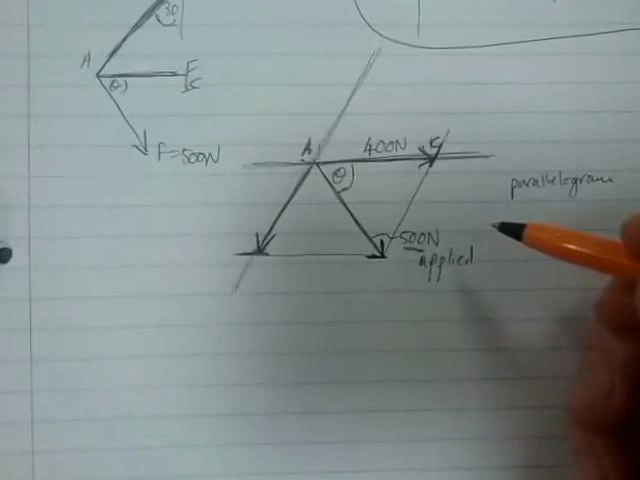 30
A
F
θ
F=500N
A
400N
C
θ
parallelogram
500N
applied